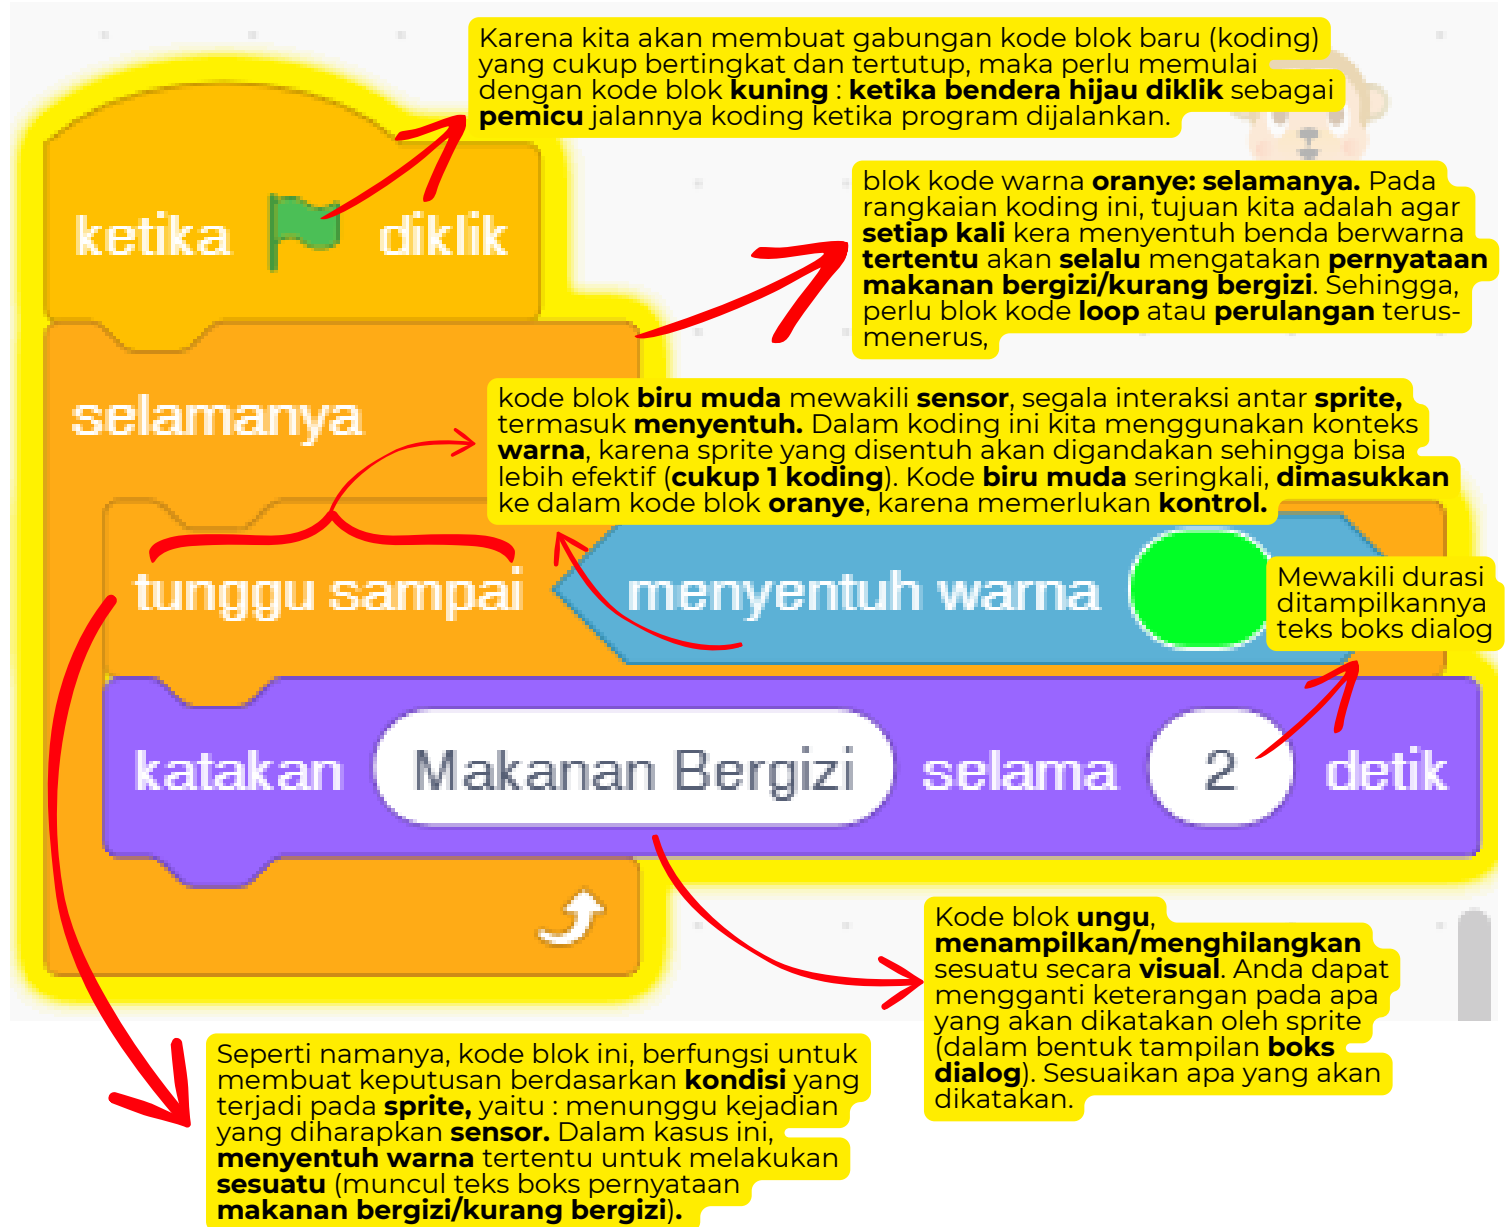 Karena kita akan membuat gabungan kode blok baru (koding)
yang cukup bertingkat dan tertutup, maka perlu memulai
dengan kode blok kuning : ketika bendera hijau diklik sebagai
pemicu jalannya koding ketika program dijalankan.
ketika diklik
blok kode warna oranye: selamanya. Pada
rangkaian koding ini, tujuan kita adalah agar
setiap kali kera menyentuh benda berwarna
tertentu akan selalu mengatakan pernyataan
makanan bergizi/kurang bergizi. Sehingga,
perlu blok kode loop atau perulangan terus-
menerus,
selamanya
kode blok biru muda mewakili sensor, segala interaksi antar sprite,
termasuk menyentuh. Dalam koding ini kita menggunakan konteks
warna, karena sprite yang disentuh akan digandakan sehingga bisa
lebih efektif (cukup 1 koding). Kode biru muda seringkali, dimasukkan
ke dalam kode blok oranye, karena memerlukan kontrol.
tunggu sampai menyentuh warna
Mewakili durasi
ditampilkannya
teks boks dialog
katakan Makanan Bergizi selama 2 detik
Kode blok ungu,
menampilkan/menghilangkan
sesuatu secara visual. Anda dapat
mengganti keterangan pada apa
yang akan dikatakan oleh sprite
(dalam bentuk tampilan boks
dialog). Sesuaikan apa yang akan
dikatakan.
Seperti namanya, kode blok ini, berfungsi untuk
membuat keputusan berdasarkan kondisi yang
terjadi pada sprite, yaitu : menunggu kejadian
yang diharapkan sensor. Dalam kasus ini,
menyentuh warna tertentu untuk melakukan
sesuatu (muncul teks boks pernyataan
makanan bergizi/kurang bergizi).